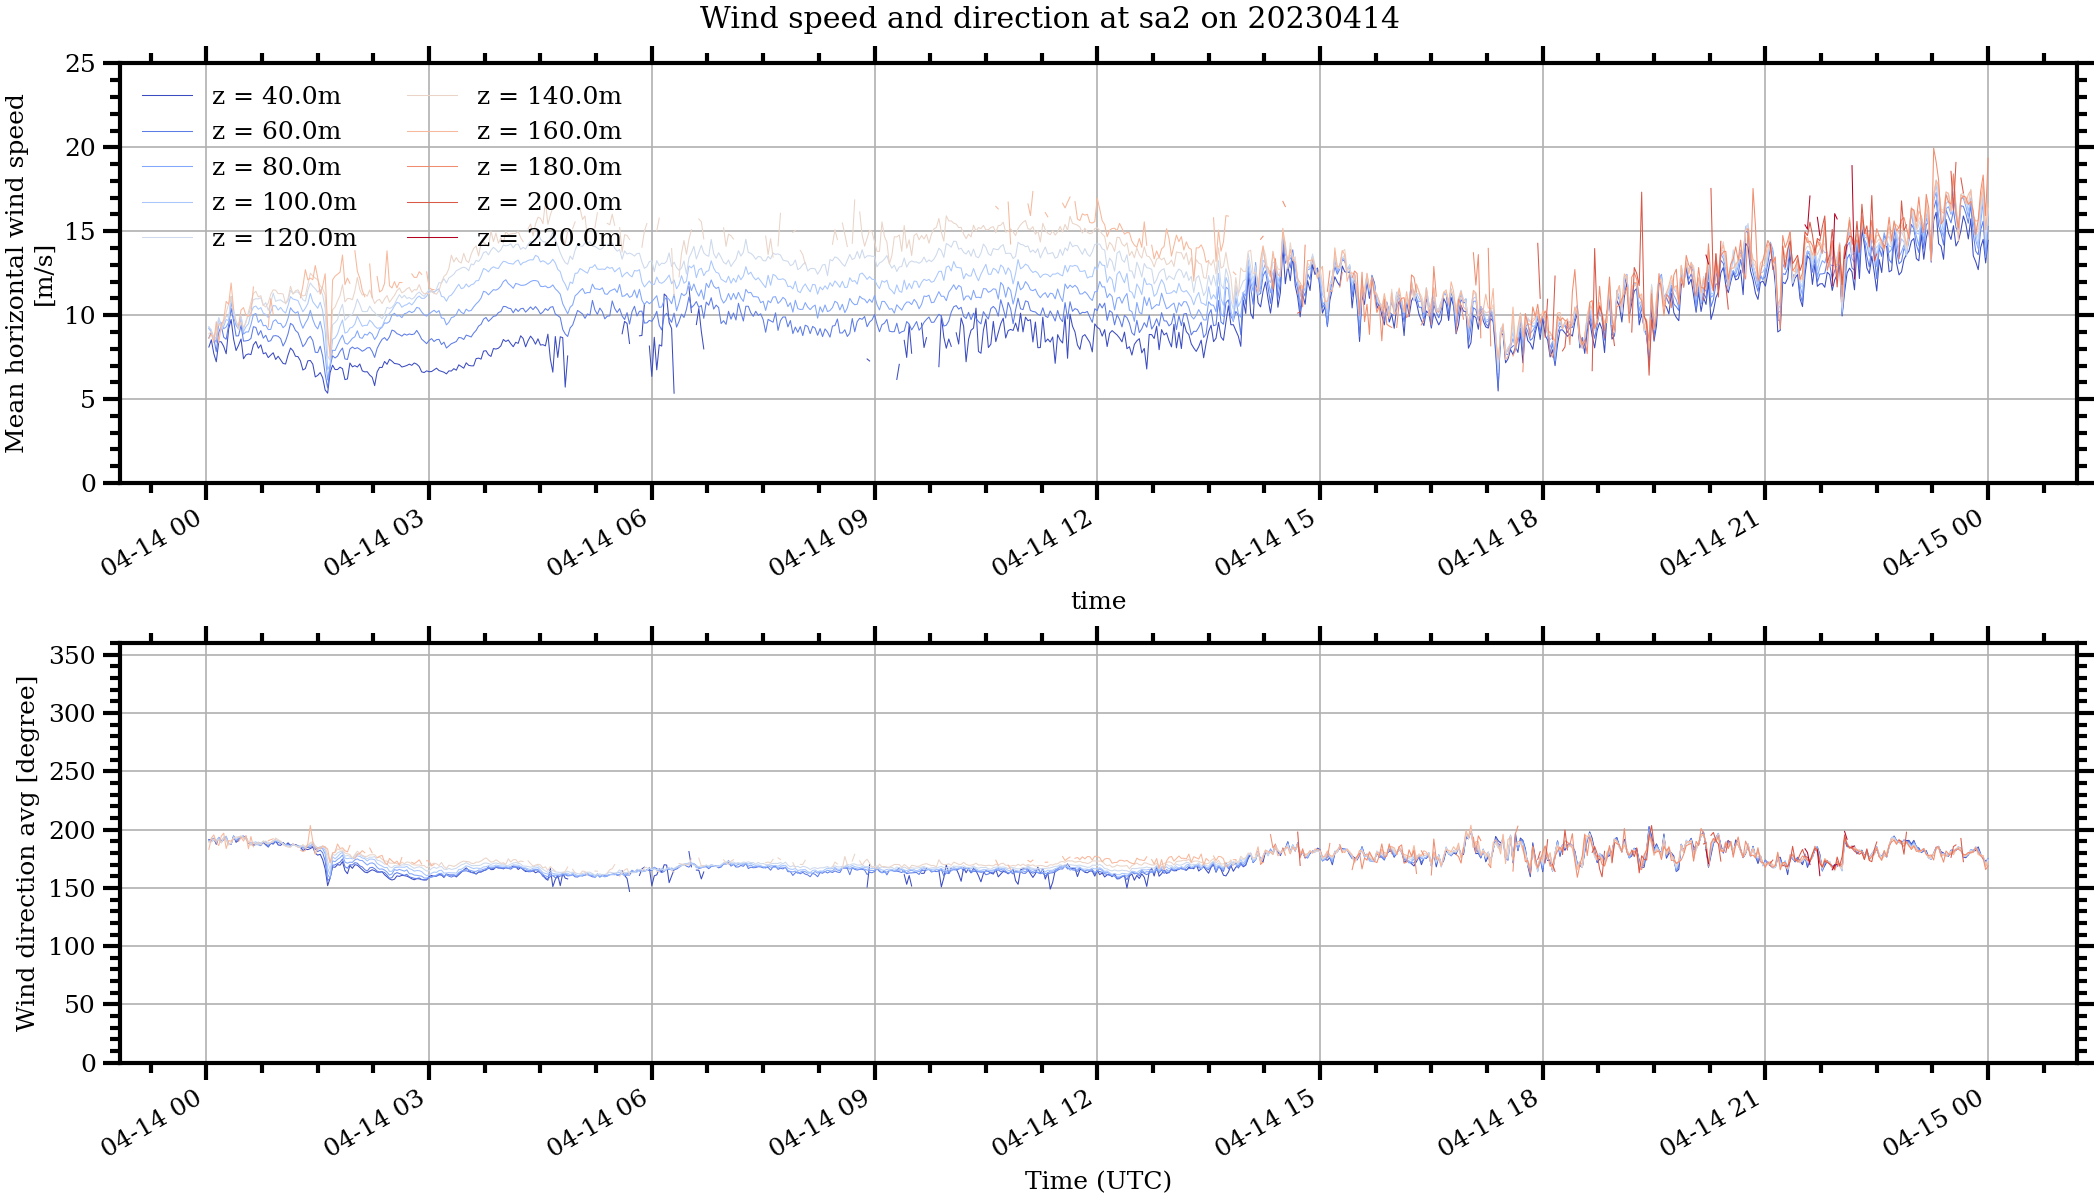 Wind speed and direction at sa2 on 20230414
Mean horizontal wind speed
[m/s]
25
20
15
10
5
0
z = 40.0m
z = 60.0m
z = 80.0m
z = 100.0m
z = 120.0m
z = 140.0m
z = 160.0m
z = 180.0m
z = 200.0m
z = 220.0m
04-14 00
04-14 03
04-14 06
04-14 09
04-14 12
04-14 15
04-14 18
04-14 21
04-15 00
time
Wind direction avg [degree]
350
300
250
200
150
100
50
0
04-14 00
04-14 03
04-14 06
04-14 09
04-14 12
04-14 15
04-14 18
04-14 21
04-15 00
Time (UTC)